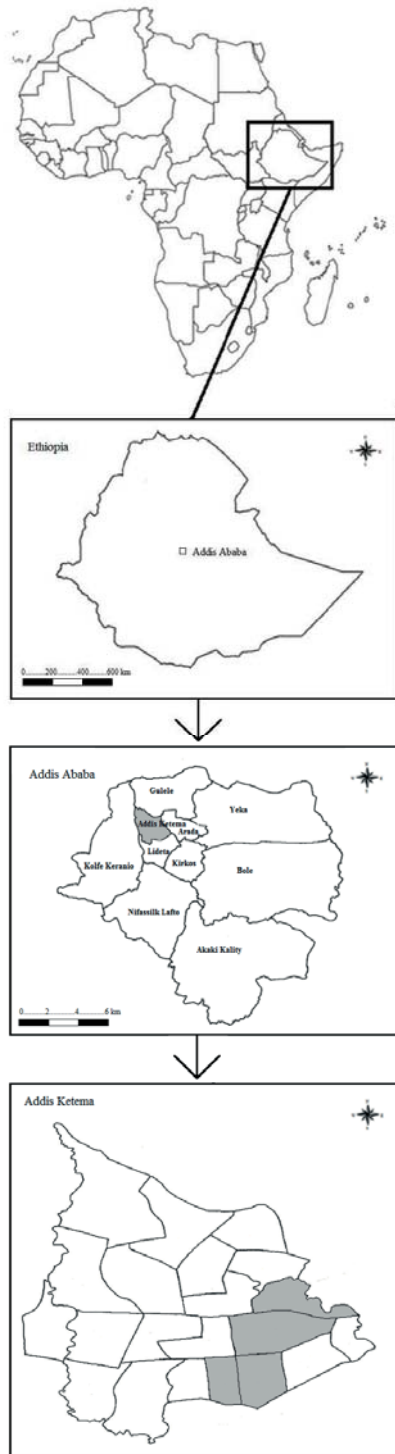 Ethiopia
Addis Ababa
0.........200........400........600 km
Addis Ababa
Gulele
Yeka
Addis Ketema
Arada
Lideta
Kirkos
Kolfe Keranio
Bole
Nifassilk Lafto
Akaki Kality
0..........2..........4..........6 km
Addis Ketema